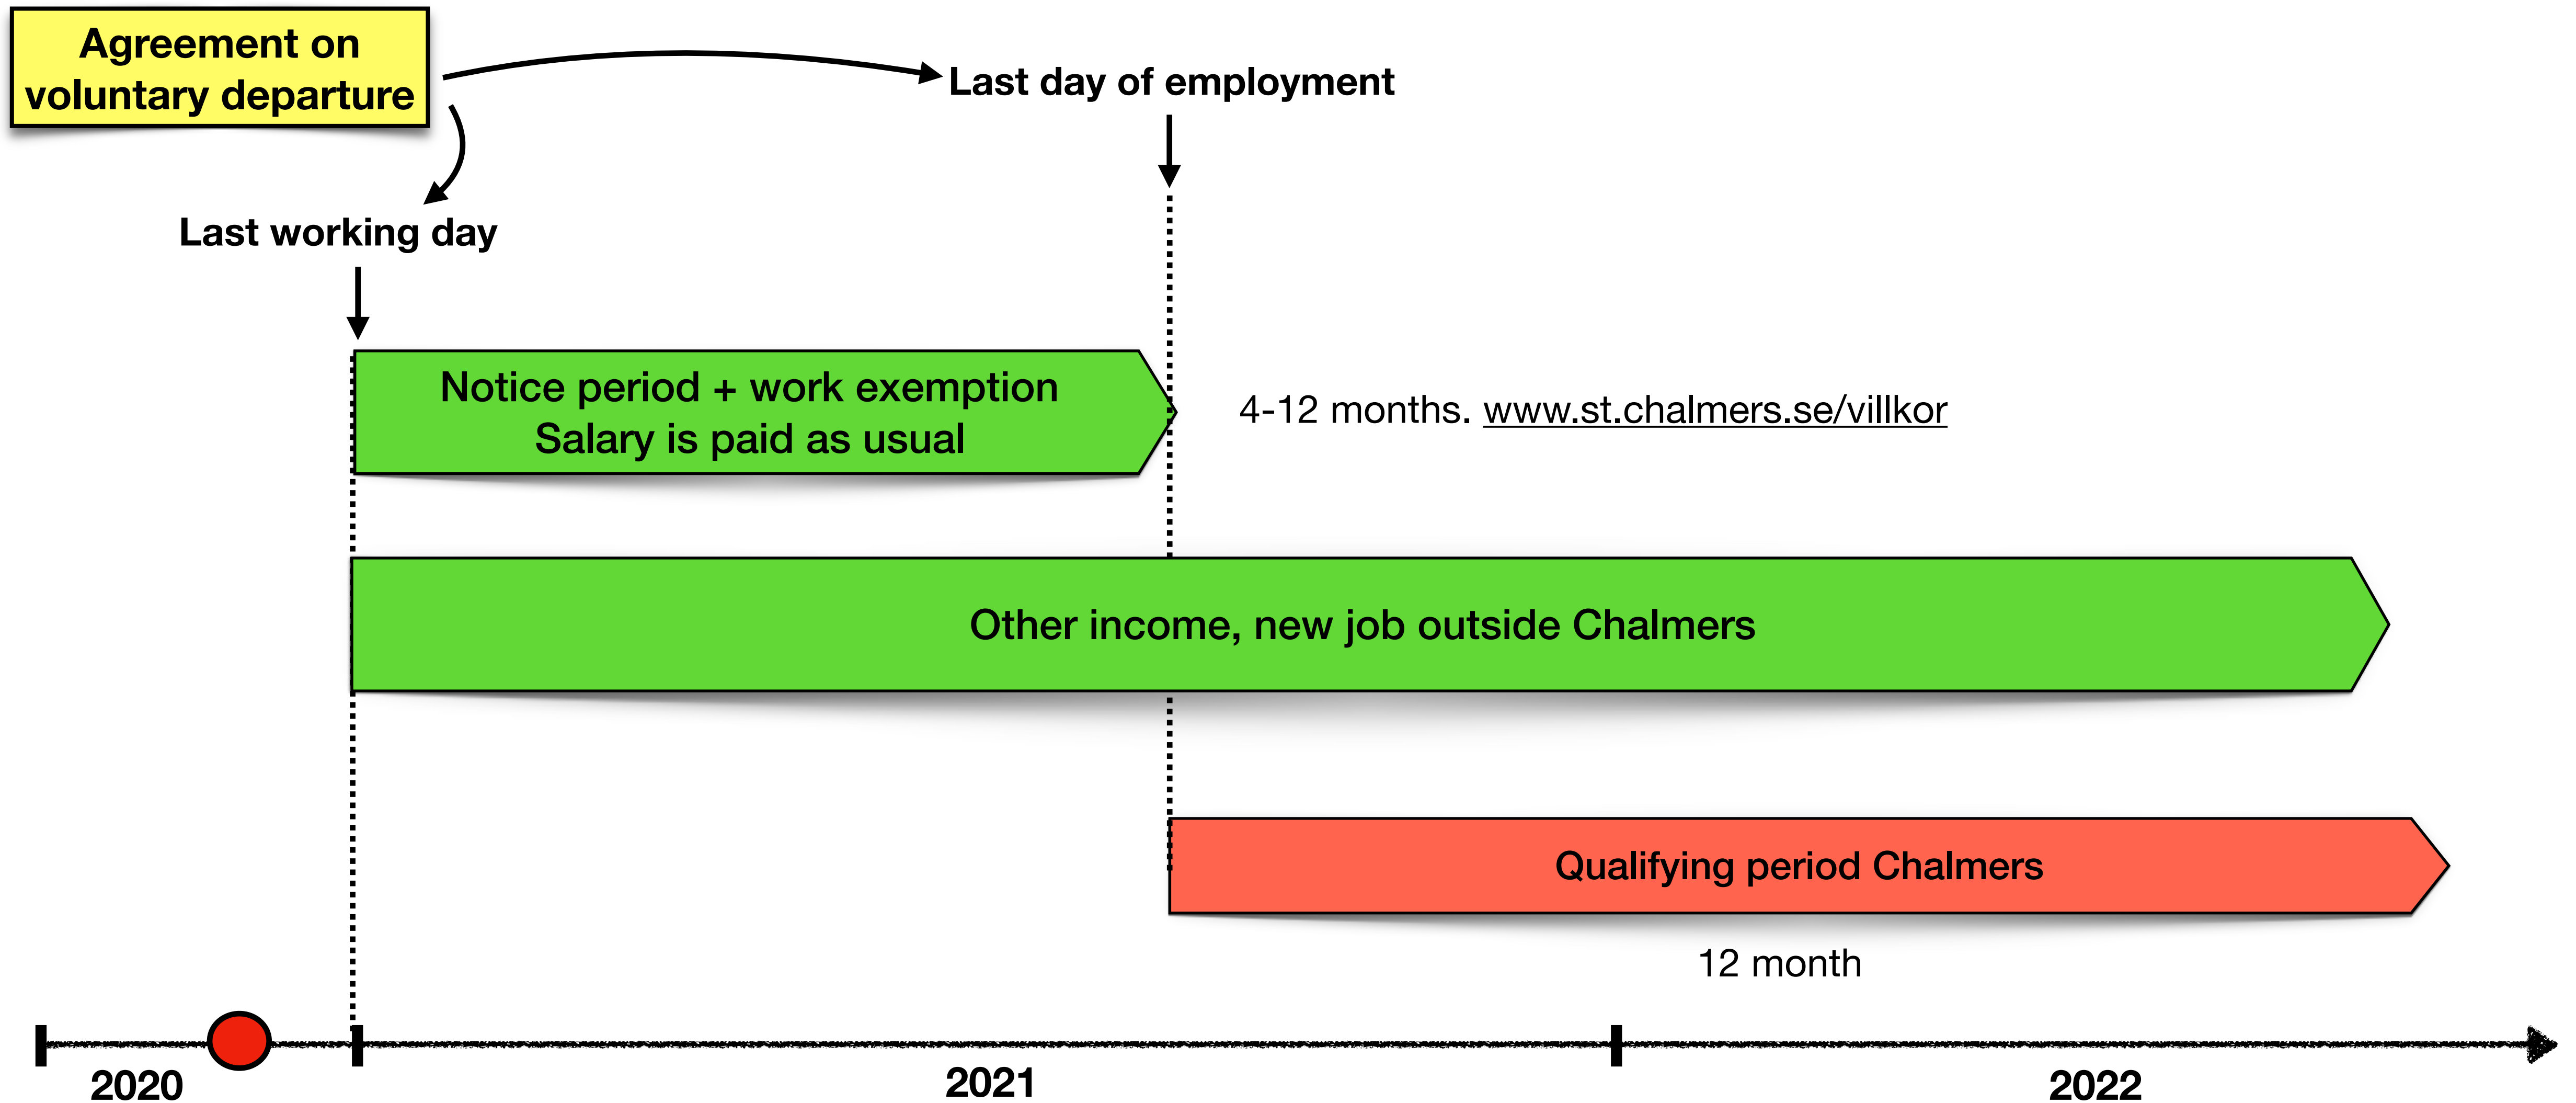 Agreement on
voluntary departure
Last day of employment
Last working day
Notice period + work exemption
Salary is paid as usual
4-12 months. www.st.chalmers.se/villkor
Other income, new job outside Chalmers
Qualifying period Chalmers
12 month
2020
2021
2022